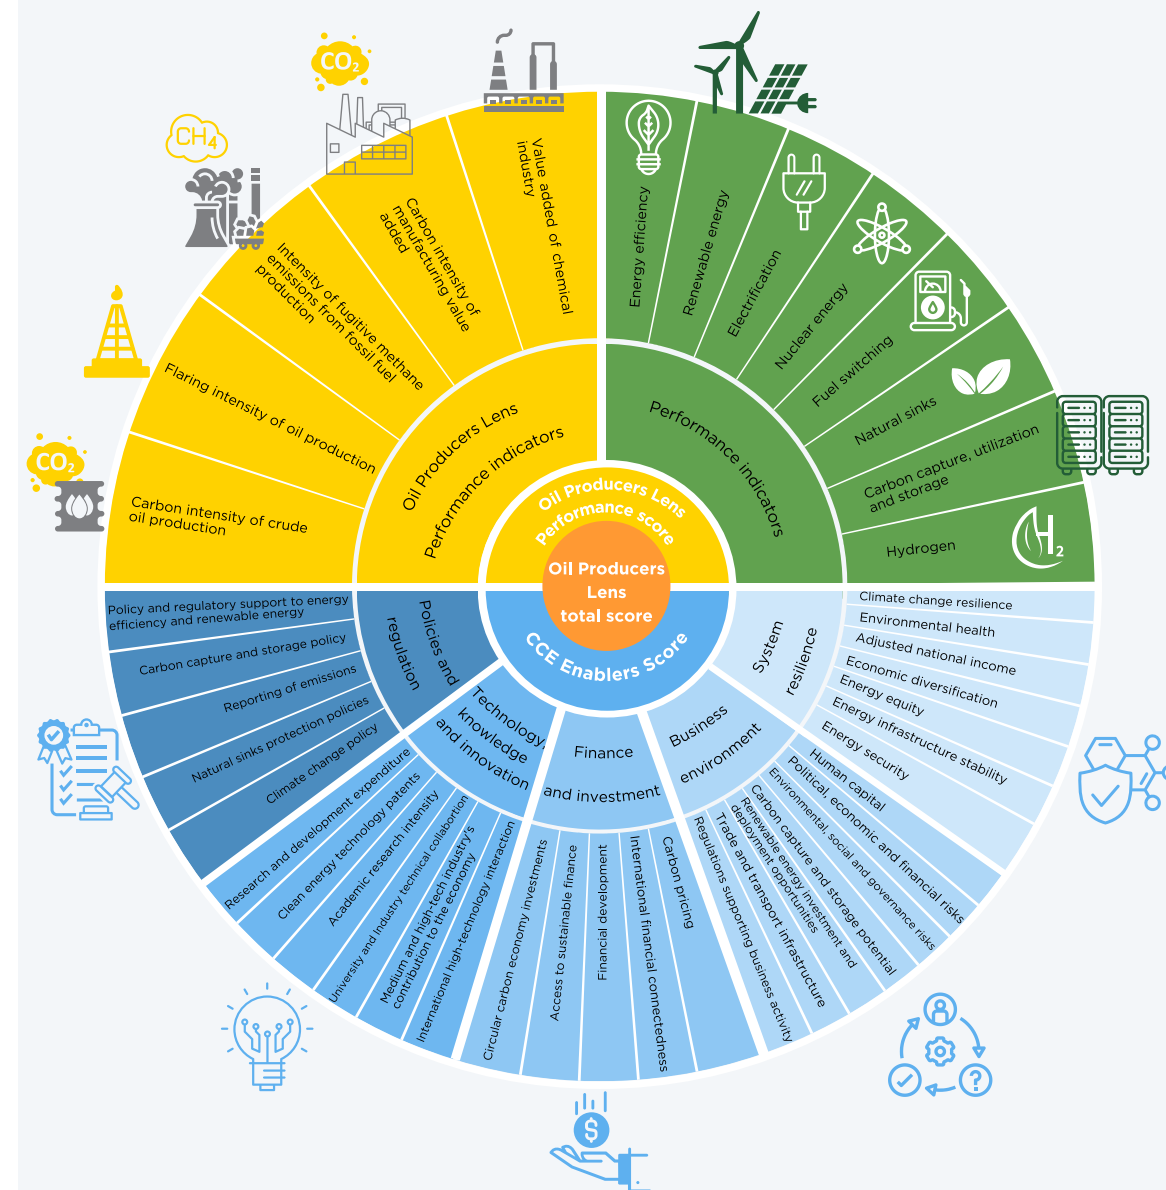 CO₂
CH₄
CO₂
Value added of chemical
industry
Carbon intensity of
manufacturing value
added
Intensity of fugitive methane
emissions from fossil fuel
production
Flaring intensity of oil production
Carbon intensity of crude
oil production
Energy efficiency
Renewable energy
Electrification
Nuclear energy
Fuel switching
Natural sinks
Carbon capture, utilization
and storage
Hydrogen
H₂
Oil Producers Lens
Performance indicators
Performance indicators
Oil Producers Lens
Performance score
Oil Producers
Lens
total score
CCE Enablers Score
Policies and
regulation
Technology,
knowledge
and innovation
Finance
and investment
Business
environment
System
resilience
Policy and regulatory support to energy
efficiency and renewable energy
Carbon capture and storage policy
Reporting of emissions
Natural sinks protection policies
Climate change policy
Research and development expenditure
Clean energy technology patents
Academic research intensity
University and Industry technical collabortion
Medium and high-tech industry's
contribution to the economy
International high-technology interaction
Circular carbon economy investments
Access to sustainable finance
Financial development
International financial connectedness
Carbon pricing
Regulations supporting business activity
Trade and transport infrastructure
Renewable energy investment and
deployment opportunities
Carbon capture and storage potential
Environmental, social and governance risks
Political, economic and financial risks
Human capital
Energy security
Energy infrastructure stability
Energy equity
Economic diversification
Adjusted national income
Environmental health
Climate change resilience
$
?